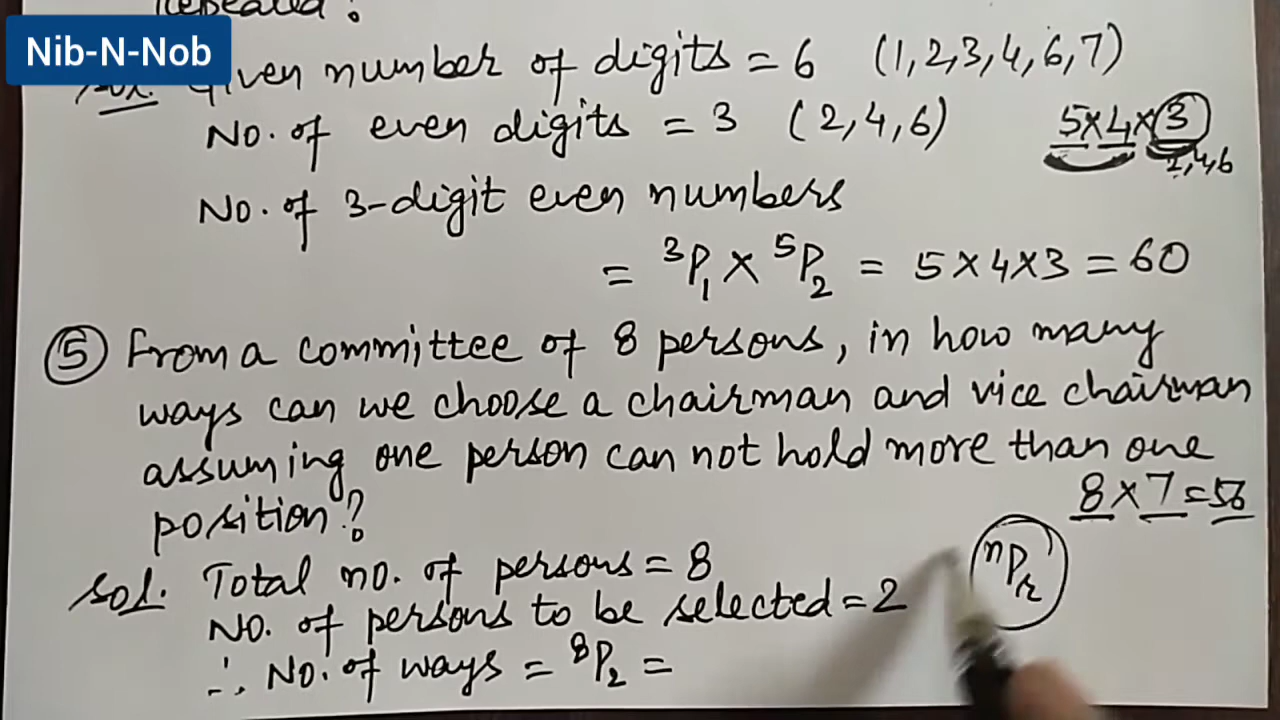 repeated?
Nib-N-Nob
Sol. Given number of digits = 6 (1,2,3,4,6,7)
No. of even digits = 3 (2,4,6)
5×4×3
2,4,6
No. of 3-digit even numbers
= ³P₁ × ⁵P₂ = 5×4×3 = 60
⑤ From a committee of 8 persons, in how many
ways can we choose a chairman and vice chairman
assuming one person can not hold more than one
position?
8×7=56
Sol. Total no. of persons = 8
ⁿPᵣ
No. of persons to be selected = 2
∴ No. of ways = ⁸P₂ =